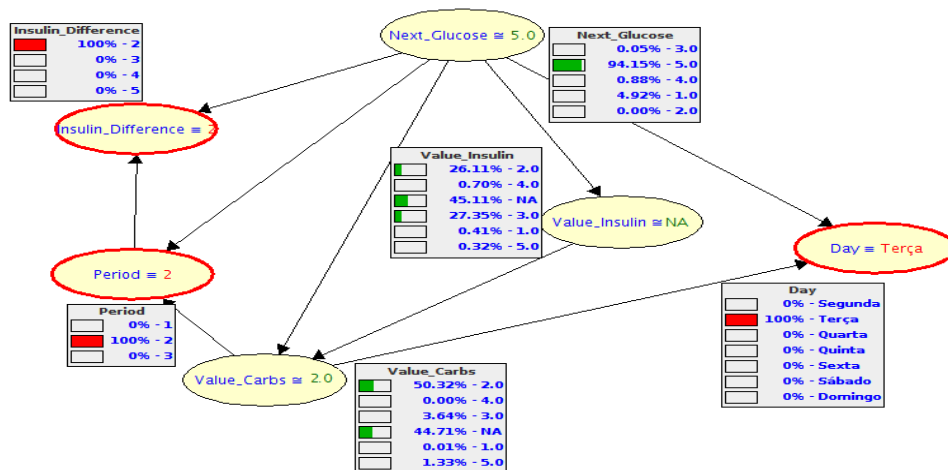 Insulin_Difference
100% - 2
0% - 3
0% - 4
0% - 5
Next_Glucose ≅ 5.0
Next_Glucose
0.05% - 3.0
94.15% - 5.0
0.88% - 4.0
4.92% - 1.0
0.00% - 2.0
Insulin_Difference ≡ 2
Value_Insulin
26.11% - 2.0
0.70% - 4.0
45.11% - NA
27.35% - 3.0
0.41% - 1.0
0.32% - 5.0
Value_Insulin ≅ NA
Day ≡ Terça
Period ≡ 2
Period
0% - 1
100% - 2
0% - 3
Day
0% - Segunda
100% - Terça
0% - Quarta
0% - Quinta
0% - Sexta
0% - Sábado
0% - Domingo
Value_Carbs ≅ 2.0
Value_Carbs
50.32% - 2.0
0.00% - 4.0
3.64% - 3.0
44.71% - NA
0.01% - 1.0
1.33% - 5.0